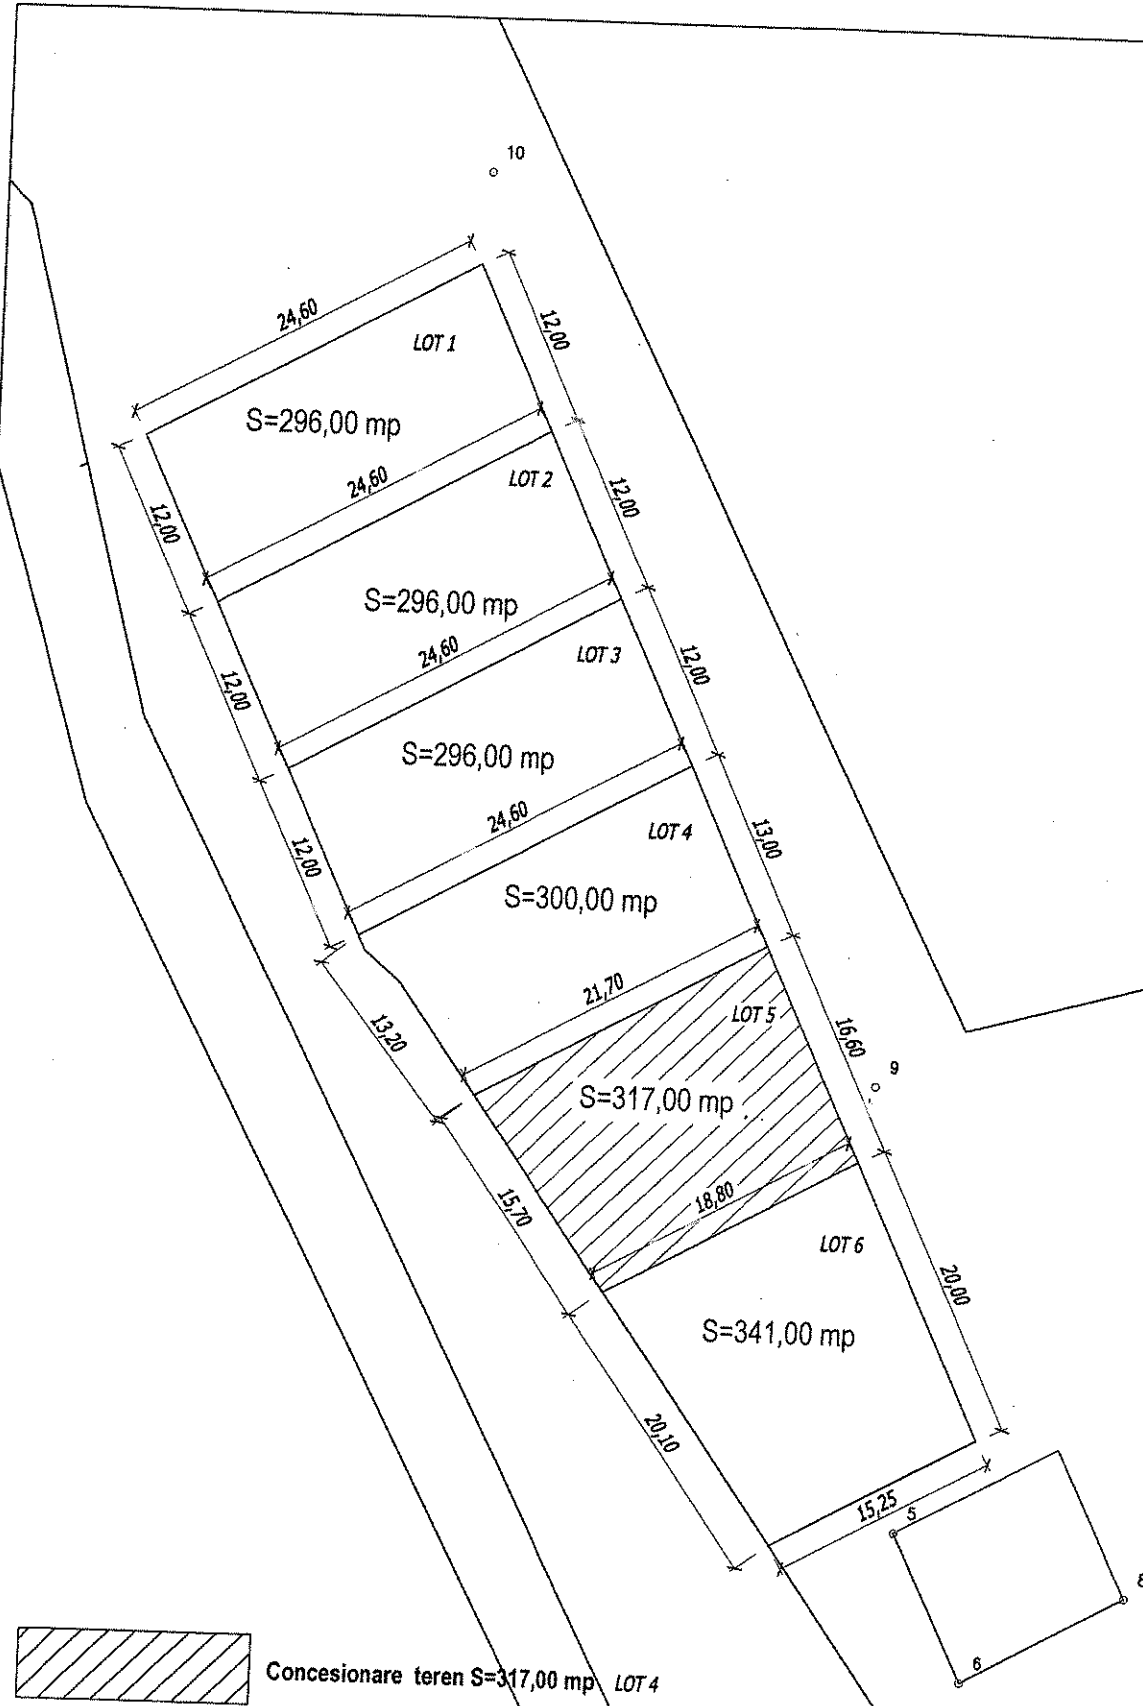 10
24,60
12,00
LOT 1
S=296,00 mp
24,60
LOT 2
12,00
12,00
S=296,00 mp
24,60
LOT 3
12,00
12,00
S=296,00 mp
24,60
LOT 4
13,00
12,00
S=300,00 mp
21,70
LOT 5
16,60
13,20
9
S=317,00 mp
18,80
15,70
LOT 6
20,00
S=341,00 mp
20,10
15,25
5
8
6
Concesionare teren S=317,00 mp LOT 4